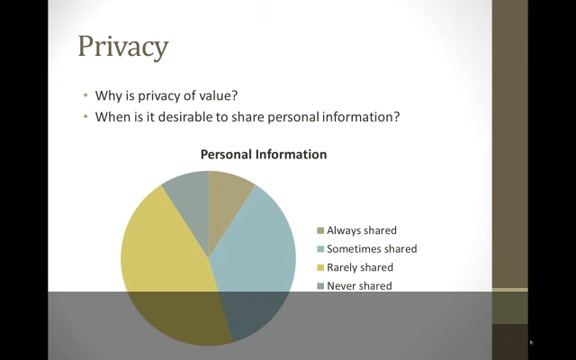 Privacy
Why is privacy of value?
When is it desirable to share personal information?
Personal Information
Always shared
Sometimes shared
Rarely shared
Never shared